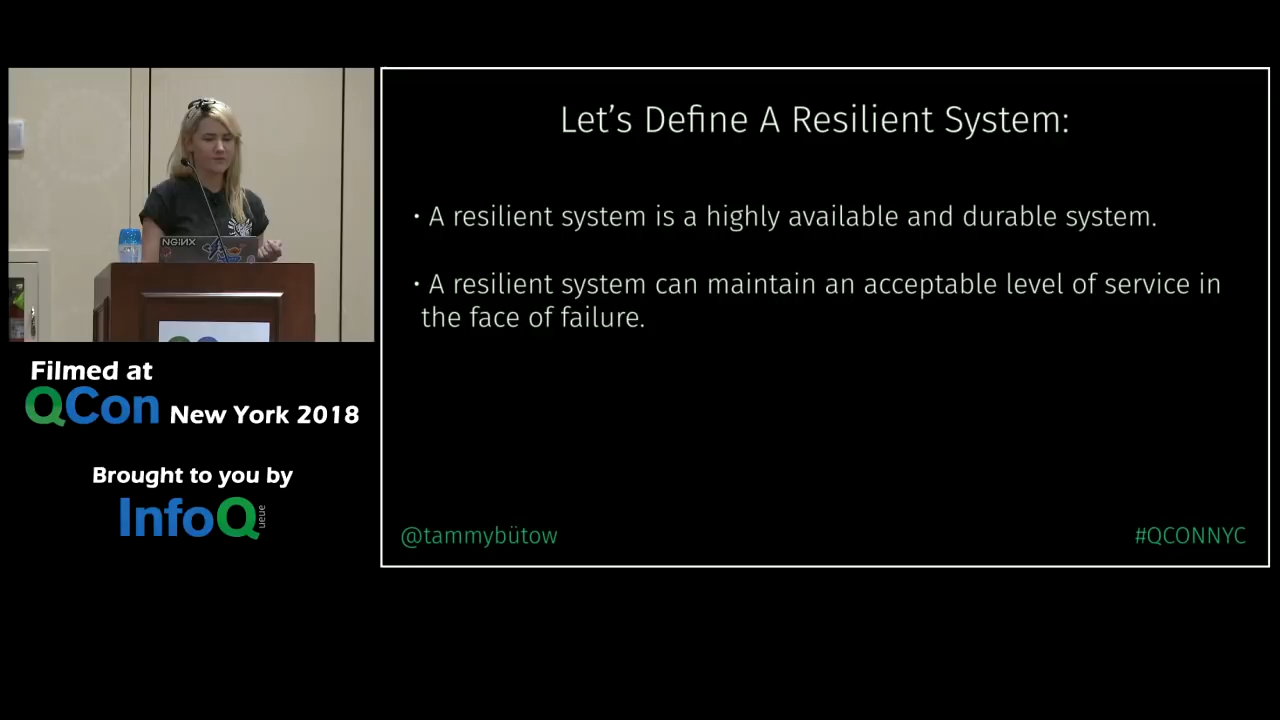 Let's Define A Resilient System:
· A resilient system is a highly available and durable system.
· A resilient system can maintain an acceptable level of service in
the face of failure.
@tammybütow
#QCONNYC
NGINX
Filmed at
QCon New York 2018
Brought to you by
InfoQ
ueue